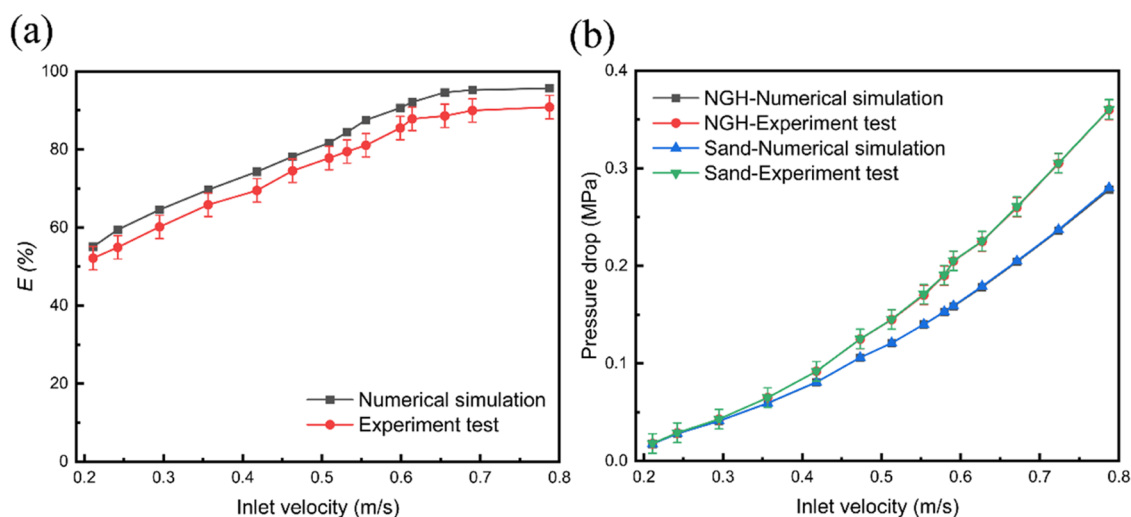 (a)
100
80
60
40
20
0
E (%)
Numerical simulation
Experiment test
0.2 0.3 0.4 0.5 0.6 0.7 0.8
Inlet velocity (m/s)
(b)
0.4
0.3
0.2
0.1
0.0
Pressure drop (MPa)
NGH-Numerical simulation
NGH-Experiment test
Sand-Numerical simulation
Sand-Experiment test
0.2 0.3 0.4 0.5 0.6 0.7 0.8
Inlet velocity (m/s)